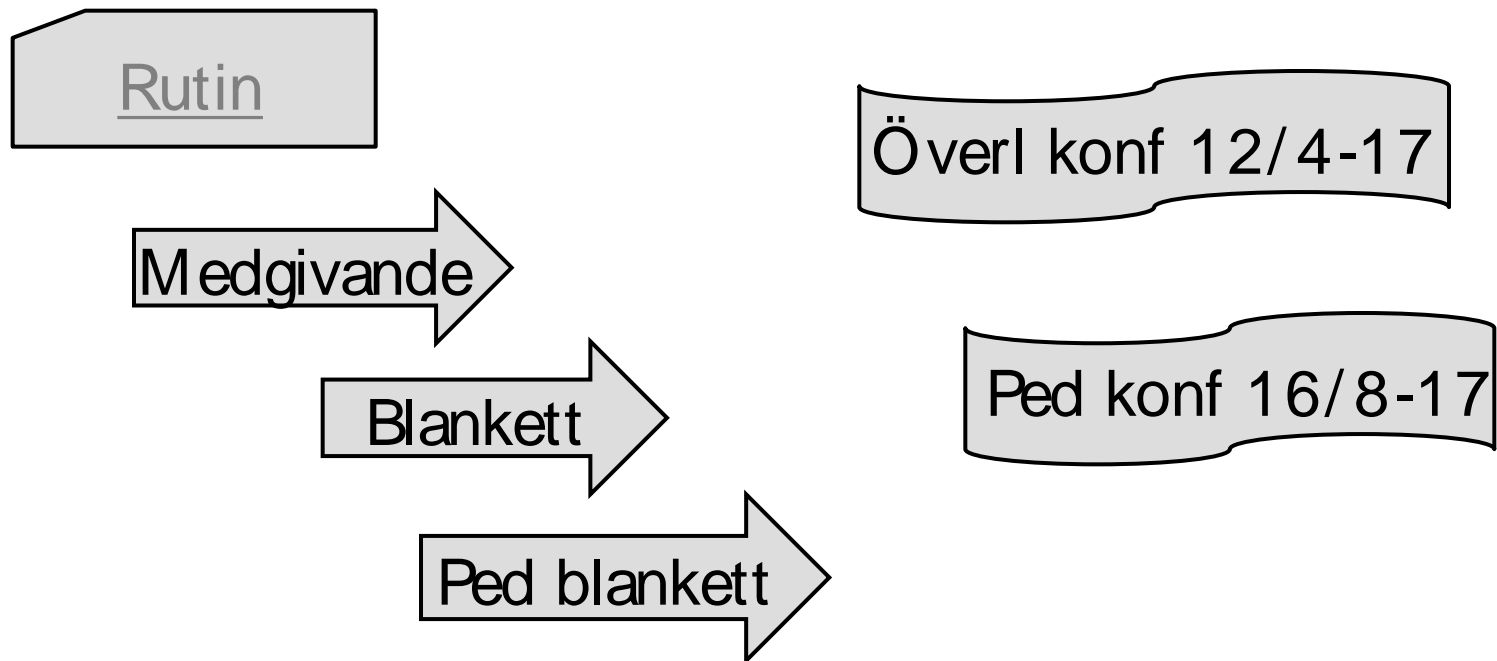 Rutin
Överl konf 12/4-17
Medgivande
Ped konf 16/8-17
Blankett
Ped blankett